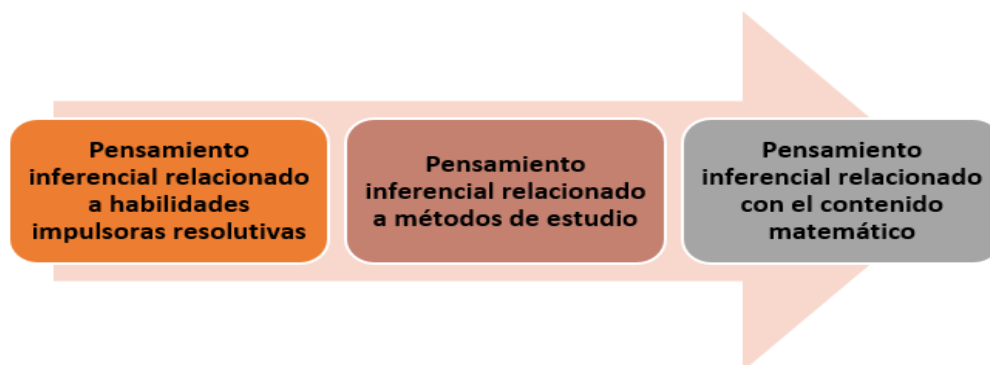 Pensamiento
inferencial relacionado
a habilidades
impulsoras resolutivas
Pensamiento
inferencial relacionado
a métodos de estudio
Pensamiento
inferencial relacionado
con el contenido
matemático